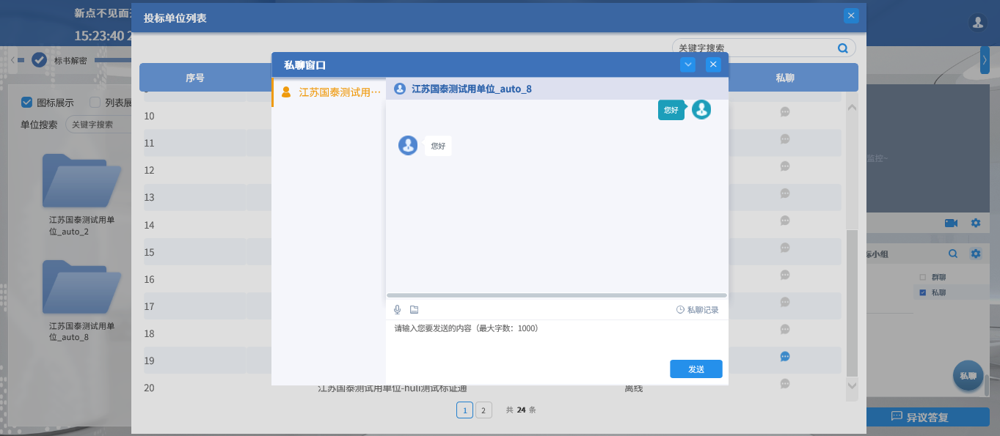 新点不见面
15:23:40 2
标书解密
图标展示
列表展
单位搜索
关键字搜索
江苏国泰测试用单
位_auto_2
江苏国泰测试用单
位_auto_8
投标单位列表
关键字搜索
序号
私聊
10
11
12
13
14
15
16
17
18
19
20
江苏国泰测试用单位-huli测试标证通
离线
1
2
共 24 条
私聊窗口
江苏国泰测试用···
江苏国泰测试用单位_auto_8
您好
您好
私聊记录
请输入您要发送的内容（最大字数：1000）
发送
监控~
标小组
群聊
私聊
私聊
异议答复